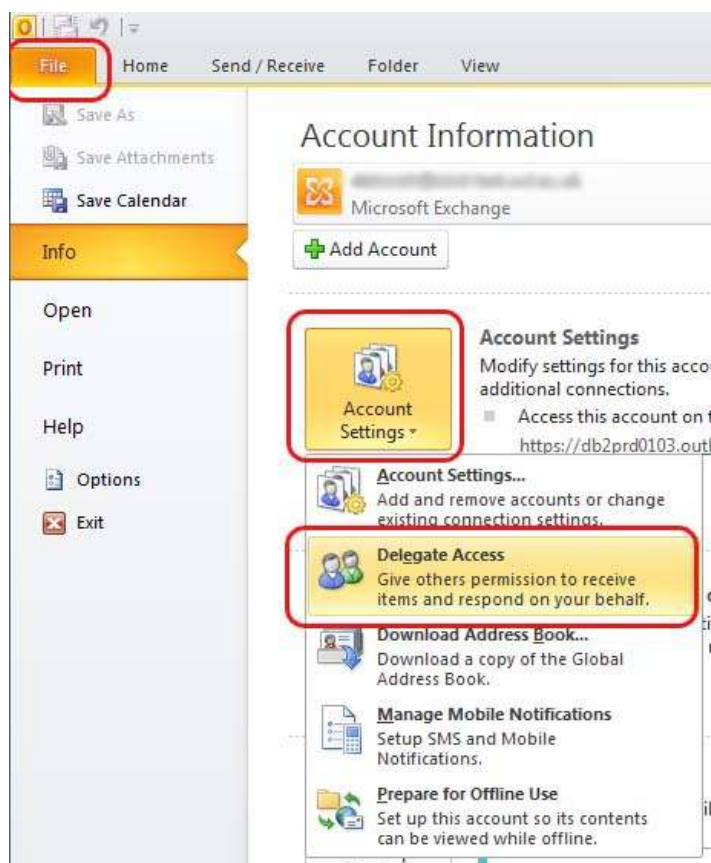 File Home Send / Receive Folder View
Save As
Save Attachments
Save Calendar
Info
Open
Print
Help
Options
Exit
Account Information
Microsoft Exchange
Add Account
Account
Settings
Account Settings
Modify settings for this
additional connections.
Access this account on
https://db2prd0103.
Account Settings...
Add and remove accounts or change
existing connection settings.
Delegate Access
Give others permission to receive
items and respond on your behalf.
Download Address Book...
Download a copy of the Global
Address Book.
Manage Mobile Notifications
Setup SMS and Mobile
Notifications.
Prepare for Offline Use
Set up this account so its contents
can be viewed while offline.